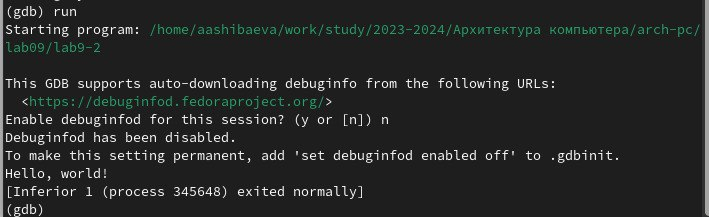 (gdb) run
Starting program: /home/aashibaeva/work/study/2023-2024/Архитектура компьютера/arch-pc/
lab09/lab9-2
This GDB supports auto-downloading debuginfo from the following URLs:
<https://debuginfod.fedoraproject.org/>
Enable debuginfod for this session? (y or [n]) n
Debuginfod has been disabled.
To make this setting permanent, add 'set debuginfod enabled off' to .gdbinit.
Hello, world!
[Inferior 1 (process 345648) exited normally]
(gdb)